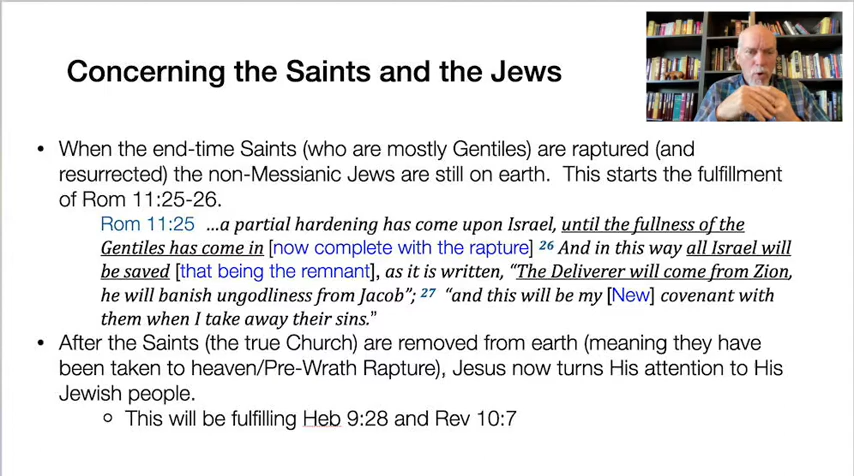 Concerning the Saints and the Jews
• When the end-time Saints (who are mostly Gentiles) are raptured (and
resurrected) the non-Messianic Jews are still on earth.  This starts the fulfillment
of Rom 11:25-26.
Rom 11:25  ...a partial hardening has come upon Israel, until the fullness of the
Gentiles has come in [now complete with the rapture] 26 And in this way all Israel will
be saved [that being the remnant], as it is written, “The Deliverer will come from Zion,
he will banish ungodliness from Jacob”; 27 “and this will be my [New] covenant with
them when I take away their sins.”
• After the Saints (the true Church) are removed from earth (meaning they have
been taken to heaven/Pre-Wrath Rapture), Jesus now turns His attention to His
Jewish people.
○ This will be fulfilling Heb 9:28 and Rev 10:7